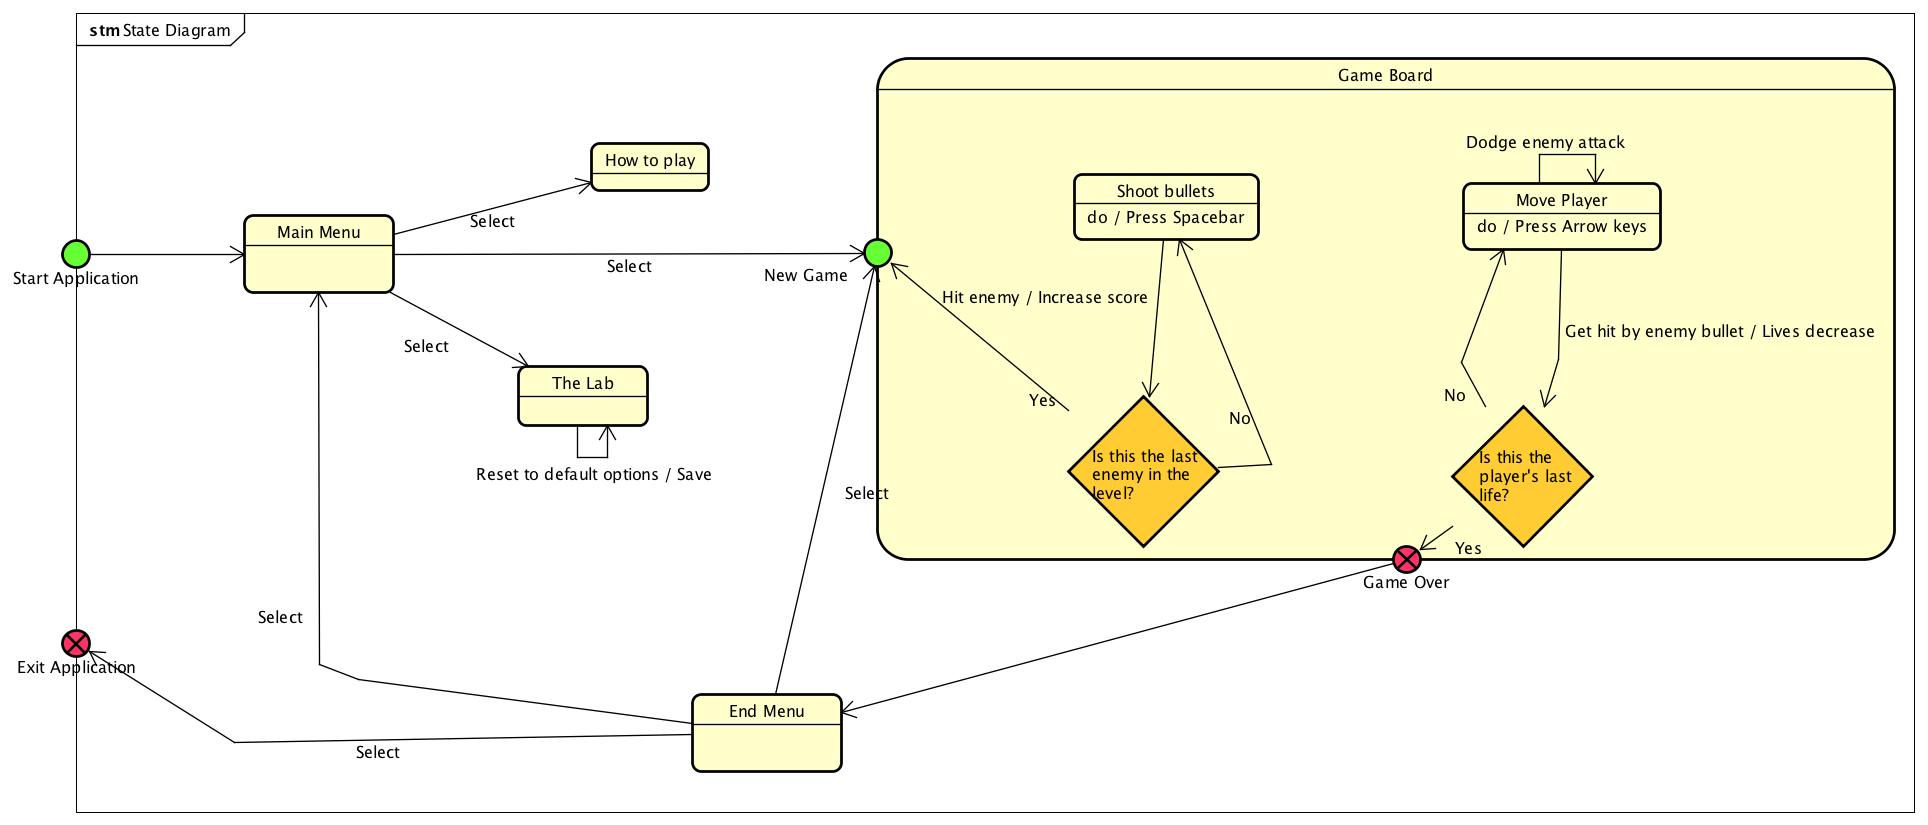 stm State Diagram
Game Board
Dodge enemy attack
How to play
Shoot bullets
do / Press Spacebar
Move Player
do / Press Arrow keys
Select
Main Menu
Select
Start Application
New Game
Hit enemy / Increase score
Get hit by enemy bullet / Lives decrease
Select
The Lab
Yes
No
No
Reset to default options / Save
Is this the last
enemy in the
level?
Is this the
player's last
life?
Select
Yes
Game Over
Select
Exit Application
End Menu
Select